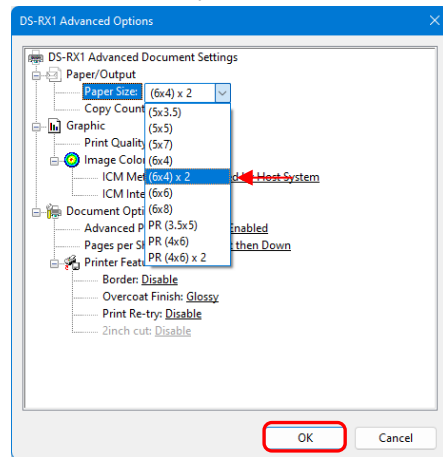 DS-RX1 Advanced Options
DS-RX1 Advanced Document Settings
Paper/Output
Paper Size: (6x4) x 2
Copy Count
(5x3.5)
Graphic
(5x5)
Print Quality
(5x7)
Image Color
(6x4)
ICM Met
(6x4) x 2
Host System
ICM Inte
(6x6)
Document Opti
(6x8)
Advanced P
PR (3.5x5)
Enabled
Pages per Sh
PR (4x6)
then Down
Printer Featu
PR (4x6) x 2
Border: Disable
Overcoat Finish: Glossy
Print Re-try: Disable
2inch cut: Disable
OK Cancel